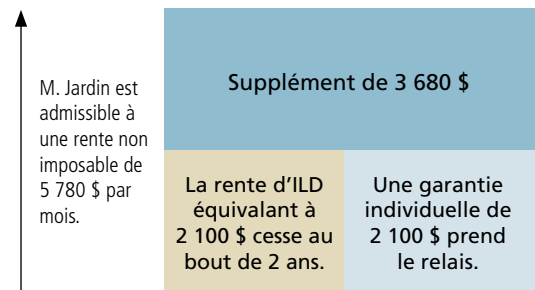 M. Jardin est
admissible à
une rente non
imposable de
5 780 $ par
mois.
Supplément de 3 680 $
La rente d’ILD
équivalant à
2 100 $ cesse au
bout de 2 ans.
Une garantie
individuelle de
2 100 $ prend
le relais.